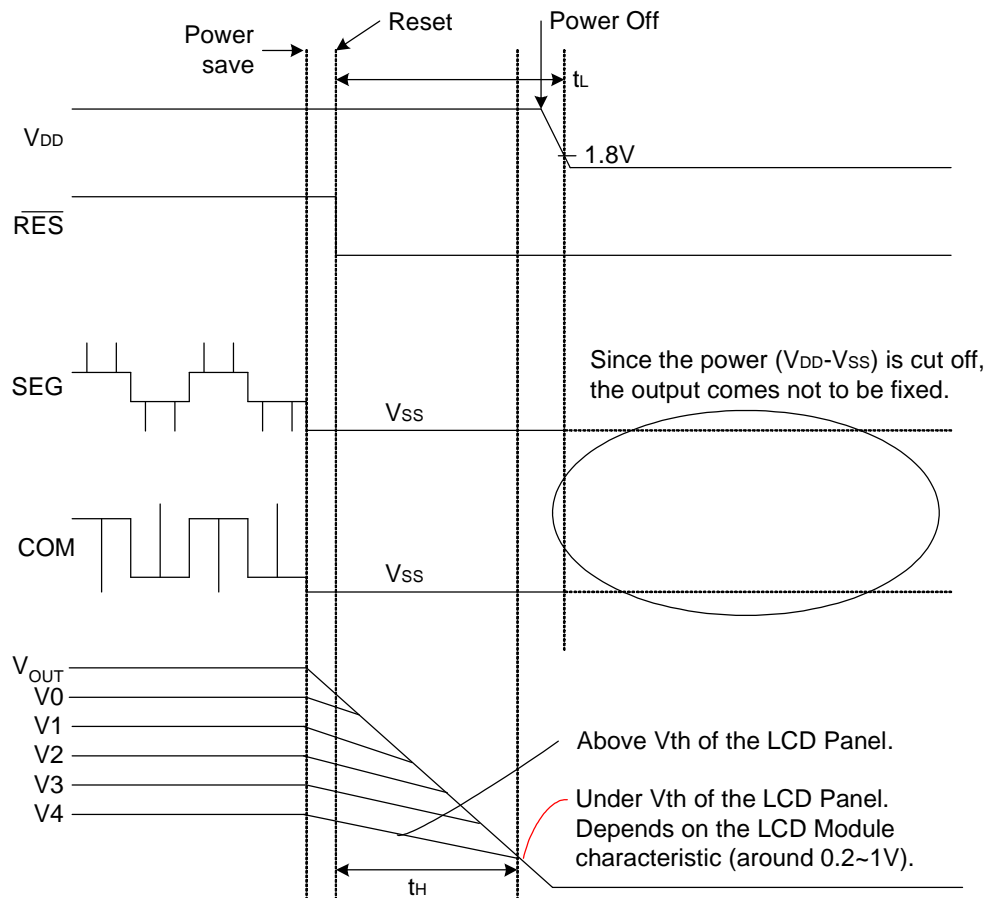 Power
save
Reset
Power Off
tL
VDD
1.8V
RES
SEG
Since the power (VDD-VSS) is cut off,
the output comes not to be fixed.
VSS
COM
VSS
VOUT
V0
V1
V2
V3
V4
Above Vth of the LCD Panel.
Under Vth of the LCD Panel.
Depends on the LCD Module
characteristic (around 0.2~1V).
tH